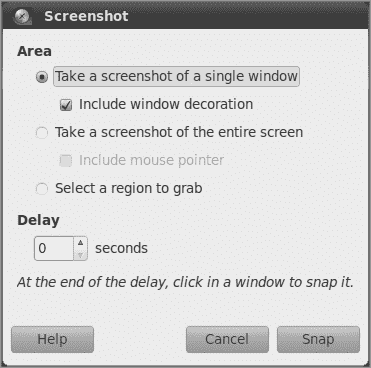 Screenshot
Area
Take a screenshot of a single window
Include window decoration
Take a screenshot of the entire screen
Include mouse pointer
Select a region to grab
Delay
0 seconds
At the end of the delay, click in a window to snap it.
Help Cancel Snap